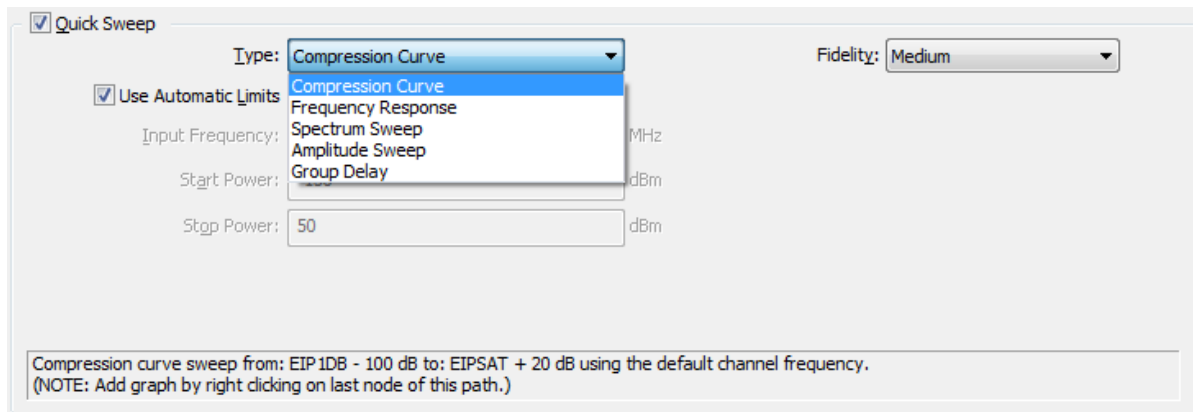 Quick Sweep
Type: Compression Curve Fidelity: Medium
Compression Curve
Use Automatic Limits
Frequency Response
Spectrum Sweep
Input Frequency: MHz
Amplitude Sweep
Group Delay
Start Power: dBm
Stop Power: 50 dBm
Compression curve sweep from: EIP1DB - 100 dB to: EIPSAT + 20 dB using the default channel frequency.
(NOTE: Add graph by right clicking on last node of this path.)